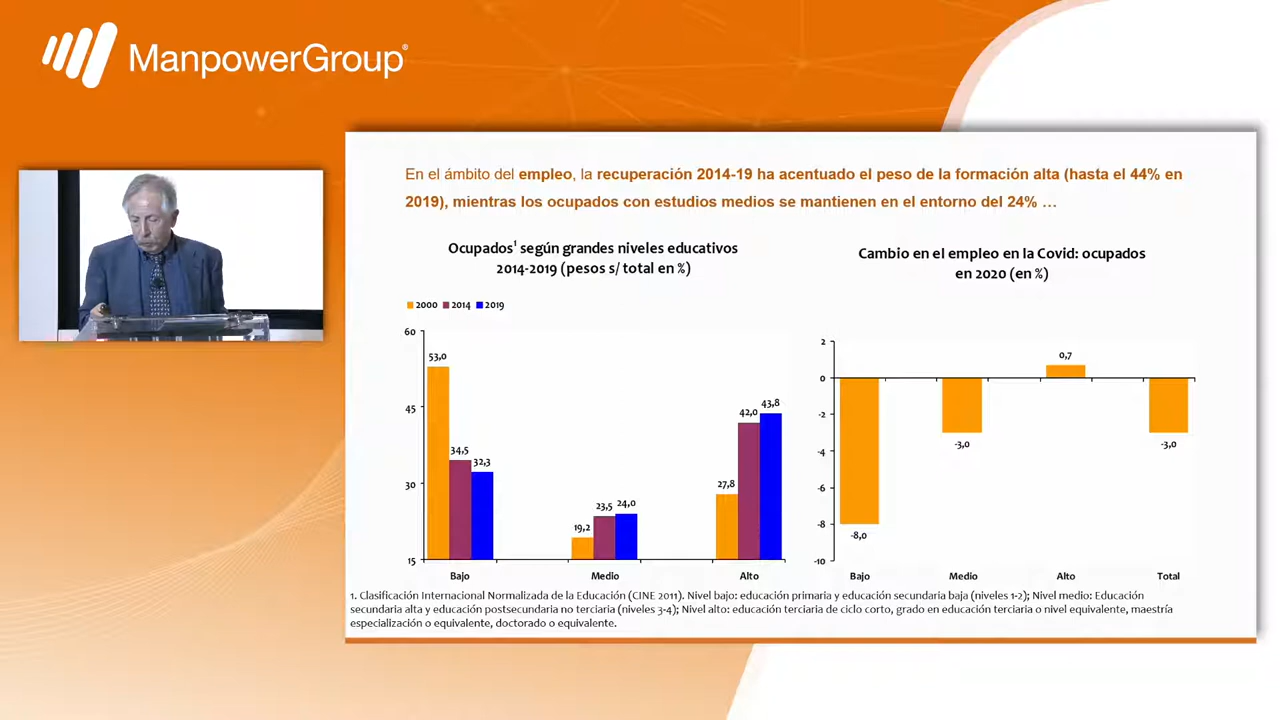 ManpowerGroup®
En el ámbito del empleo, la recuperación 2014-19 ha acentuado el peso de la formación alta (hasta el 44% en
2019), mientras los ocupados con estudios medios se mantienen en el entorno del 24% …
Ocupados¹ según grandes niveles educativos
2014-2019 (pesos s/ total en %)
2000 2014 2019
60
45
30
15
53,0
34,5
32,3
19,2
23,5
24,0
27,8
42,0
43,8
Bajo Medio Alto
Cambio en el empleo en la Covid: ocupados
en 2020 (en %)
2
0
-2
-4
-6
-8
-10
-8,0
-3,0
0,7
-3,0
Bajo Medio Alto Total
1. Clasificación Internacional Normalizada de la Educación (CINE 2011). Nivel bajo: educación primaria y educación secundaria baja (niveles 1-2); Nivel medio: Educación
secundaria alta y educación postsecundaria no terciaria (niveles 3-4); Nivel alto: educación terciaria de ciclo corto, grado en educación terciaria o nivel equivalente, maestría
especialización o equivalente, doctorado o equivalente.